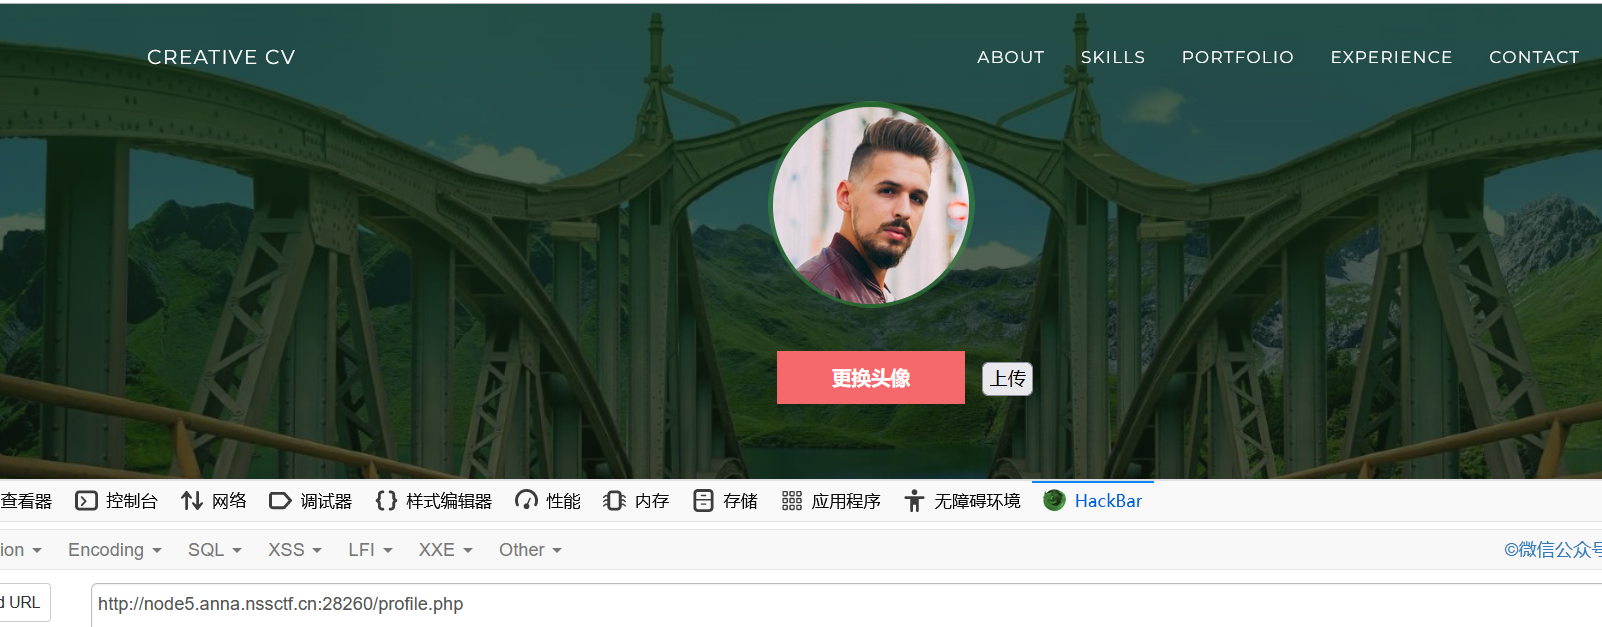 CREATIVE CV ABOUT SKILLS PORTFOLIO EXPERIENCE CONTACT
更换头像 上传
查看器 控制台 网络 调试器 样式编辑器 性能 内存 存储 应用程序 无障碍环境 HackBar
ion Encoding SQL XSS LFI XXE Other ©微信公众号
d URL http://node5.anna.nssctf.cn:28260/profile.php